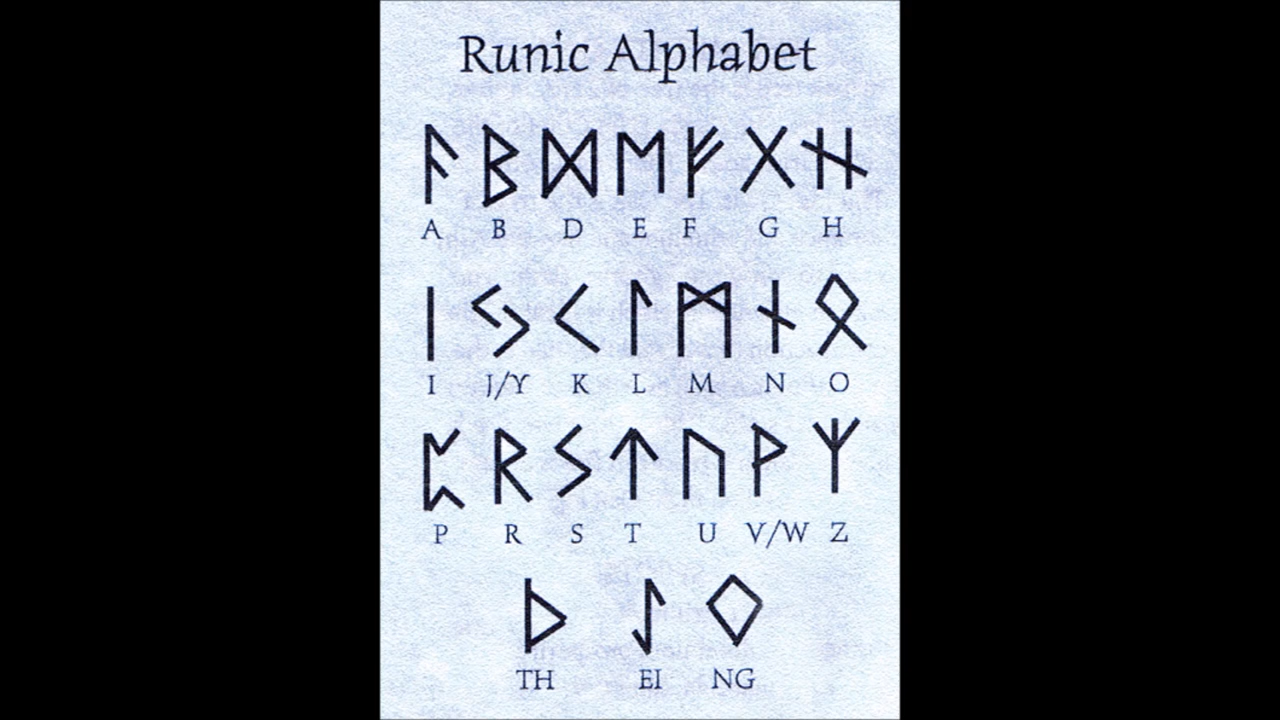 Runic Alphabet
ᚨ ᛒ ᛞ ᛖ ᚠ ᚷ ᚺ
A B D E F G H
ᛁ ᛃ ᚲ ᛚ ᛗ ᚾ ᛟ
I J/Y K L M N O
ᛈ ᚱ ᛊ ᛏ ᚢ ᚹ ᛉ
P R S T U V/W Z
ᚦ ᛇ ᛜ
TH EI NG